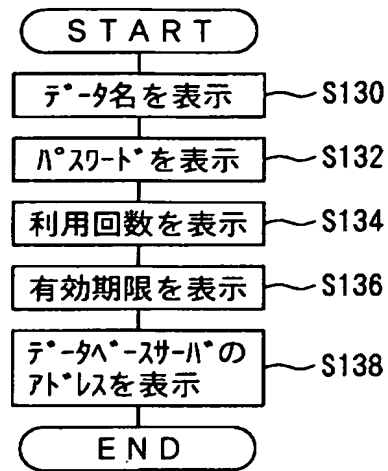 START
ﾃﾞｰﾀ名を表示 S130
ﾊﾟｽﾜｰﾄﾞを表示 S132
利用回数を表示 S134
有効期限を表示 S136
ﾃﾞｰﾀﾍﾞｰｽｻｰﾊﾞの
ｱﾄﾞﾚｽを表示 S138
END